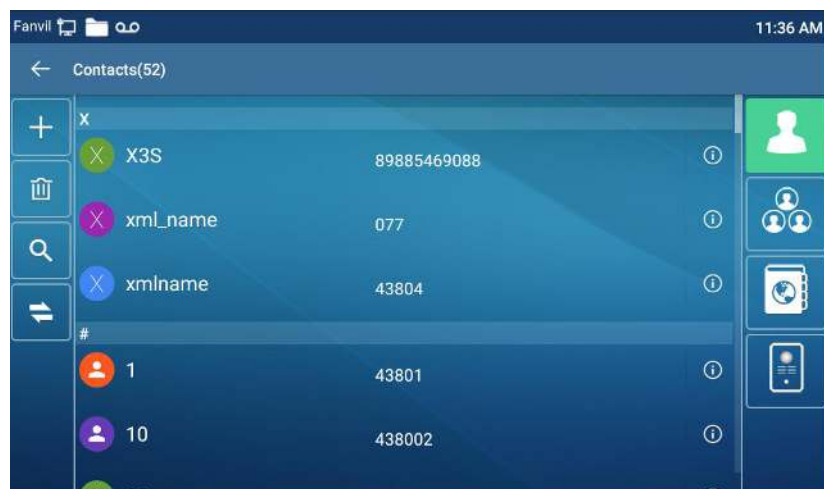 Fanvil 11:36 AM
Contacts(52)
X
X X3S 89885469088
X xml_name 077
X xmlname 43804
#
1 43801
10 438002